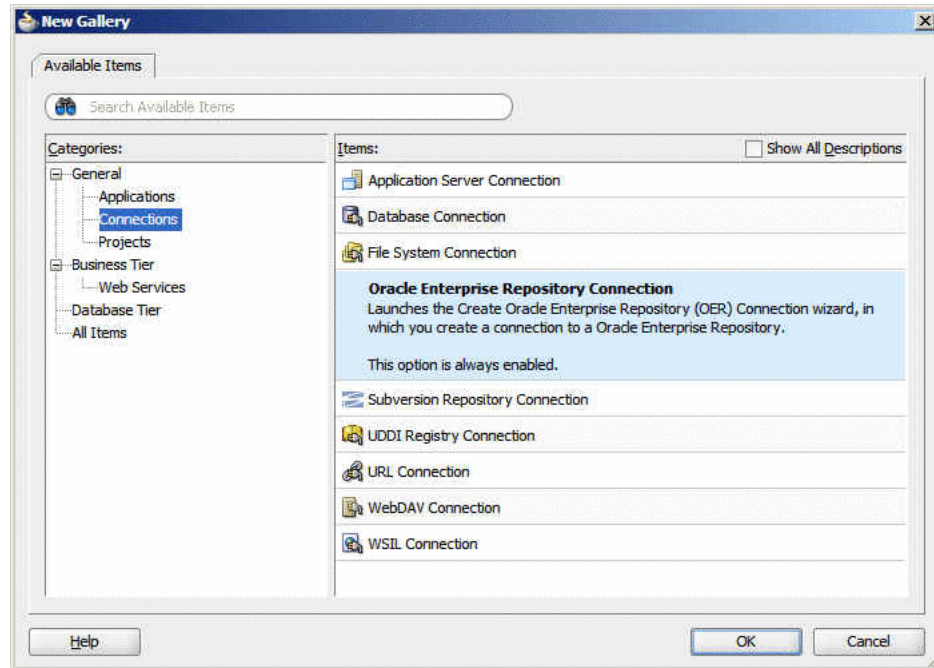 New Gallery
Available Items
Search Available Items
Categories:
General
Applications
Connections
Projects
Business Tier
Web Services
Database Tier
All Items
Items:
Show All Descriptions
Application Server Connection
Database Connection
File System Connection
Oracle Enterprise Repository Connection
Launches the Create Oracle Enterprise Repository (OER) Connection wizard, in
which you create a connection to a Oracle Enterprise Repository.
This option is always enabled.
Subversion Repository Connection
UDDI Registry Connection
URL Connection
WebDAV Connection
WSIL Connection
Help
OK
Cancel